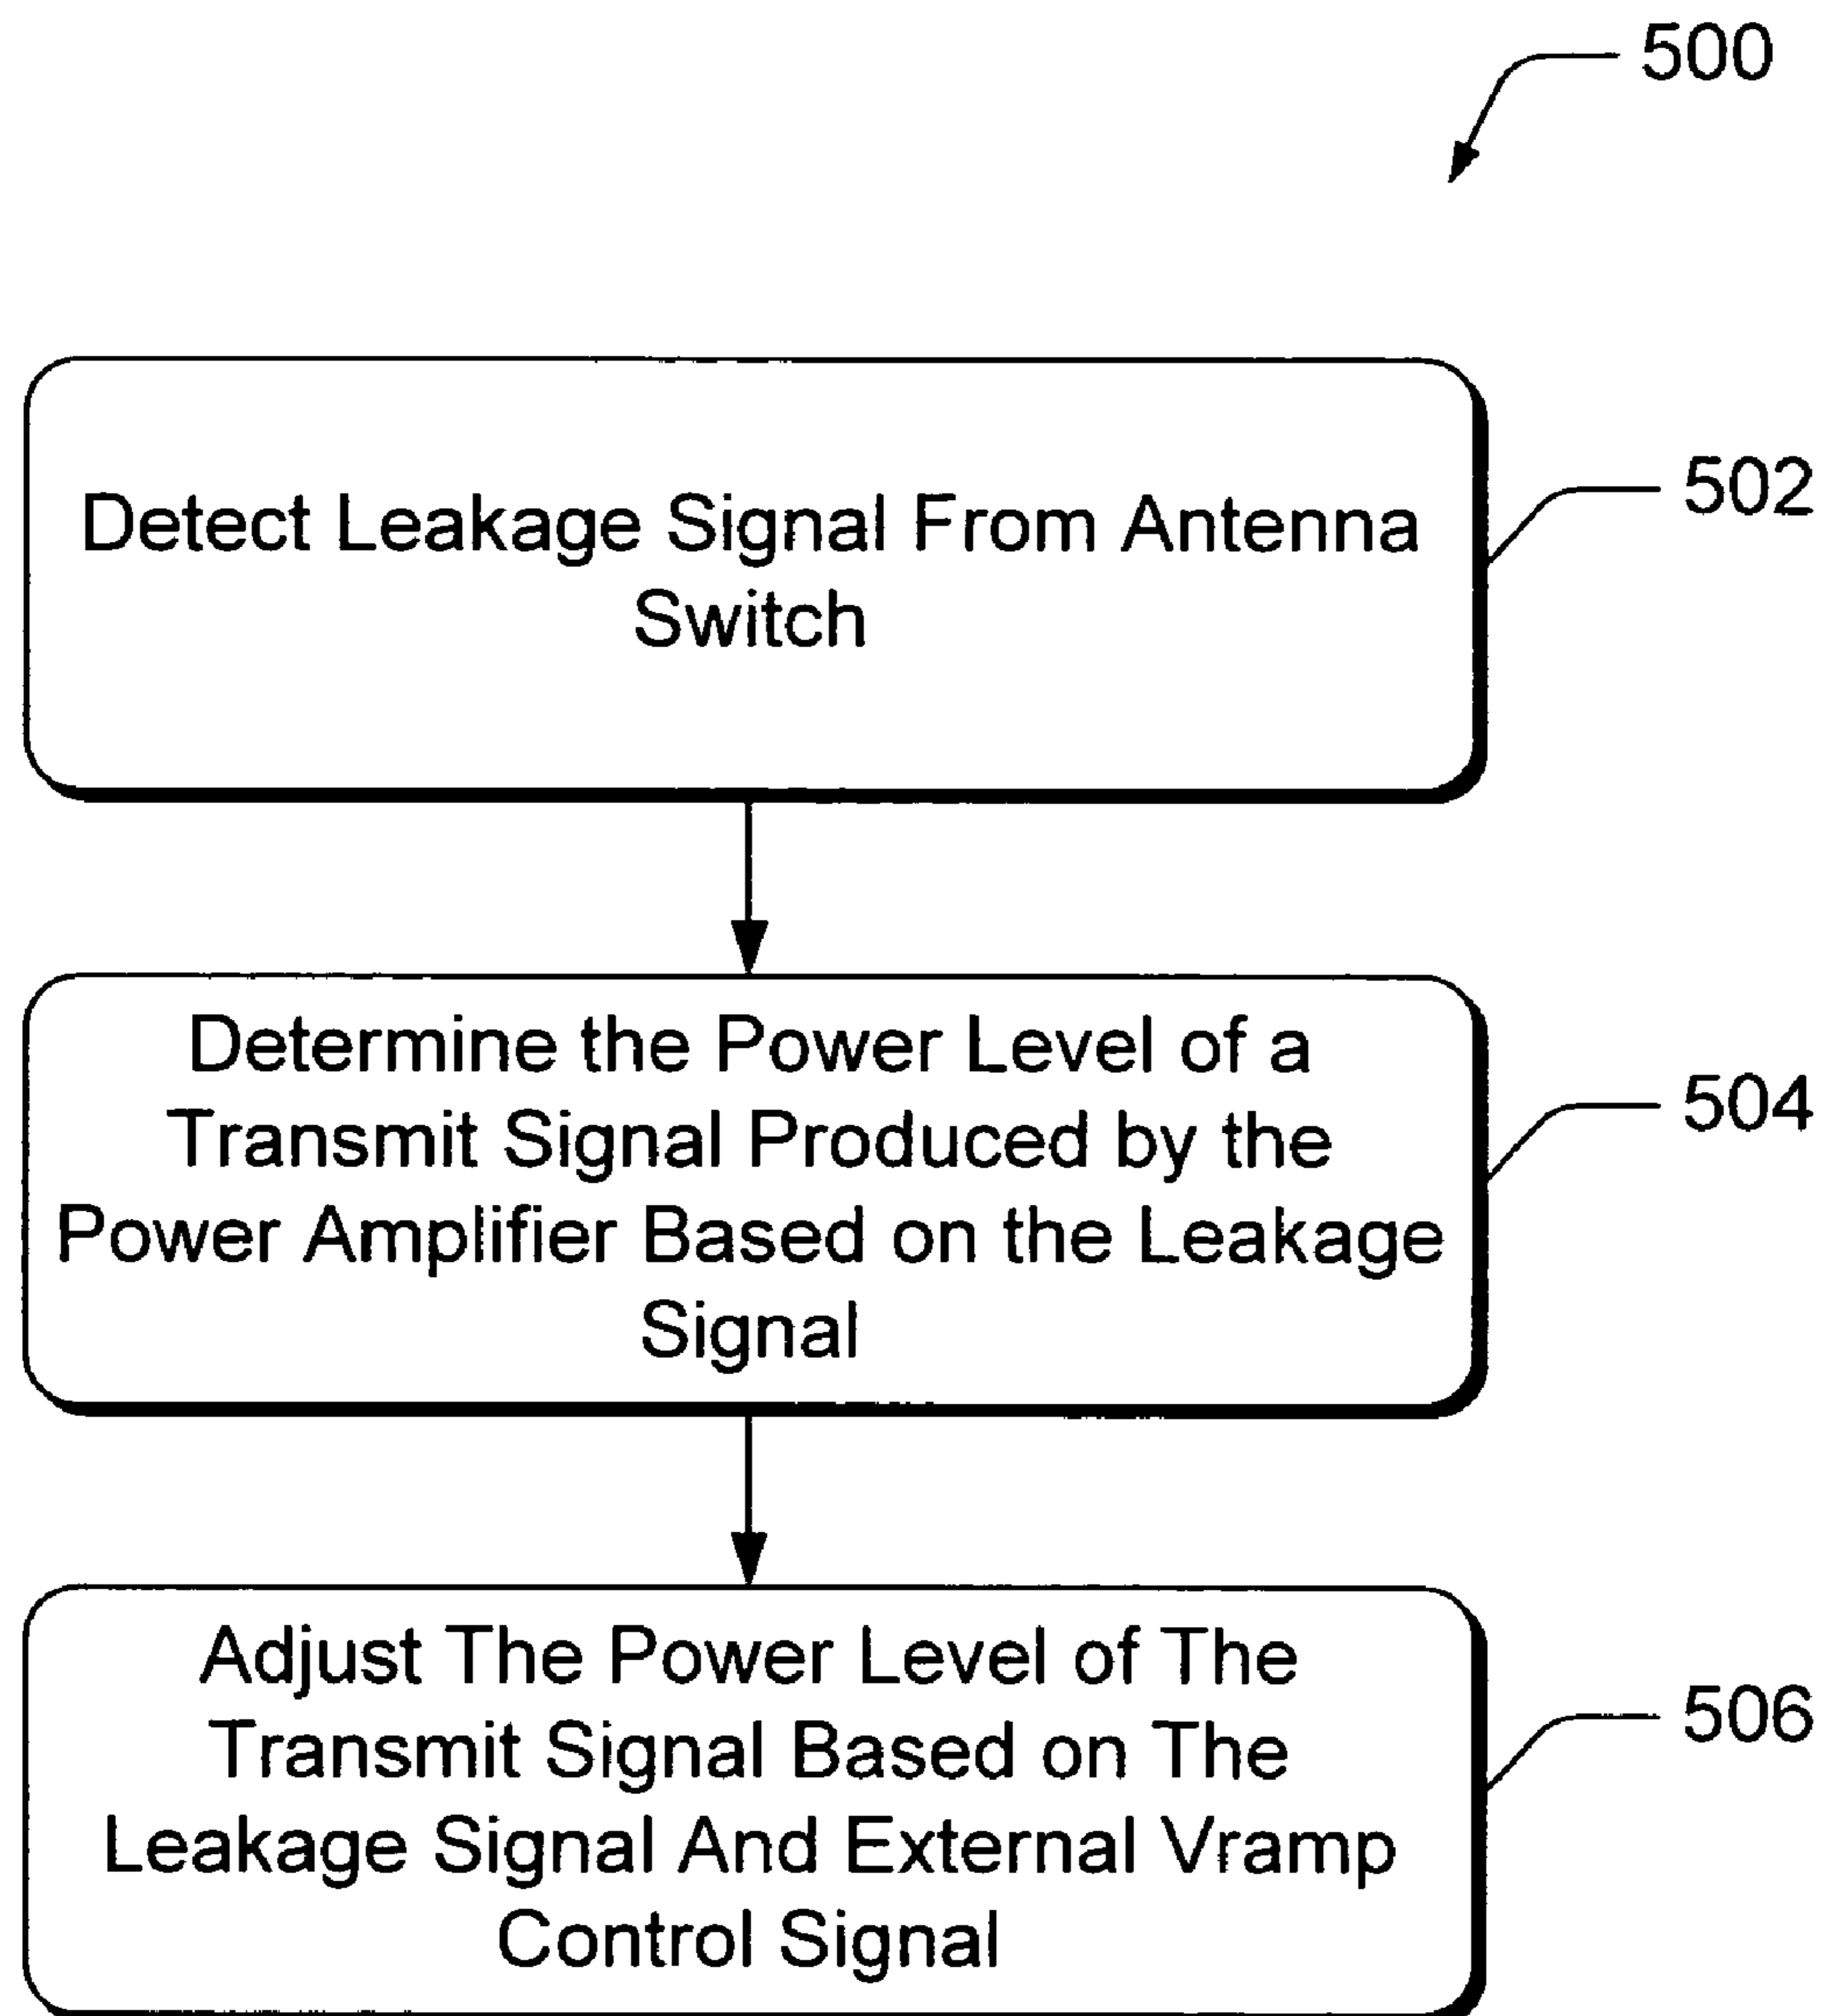 500
Detect Leakage Signal From Antenna
Switch
502
Determine the Power Level of a
Transmit Signal Produced by the
Power Amplifier Based on the Leakage
Signal
504
Adjust The Power Level of The
Transmit Signal Based on The
Leakage Signal And External Vramp
Control Signal
506